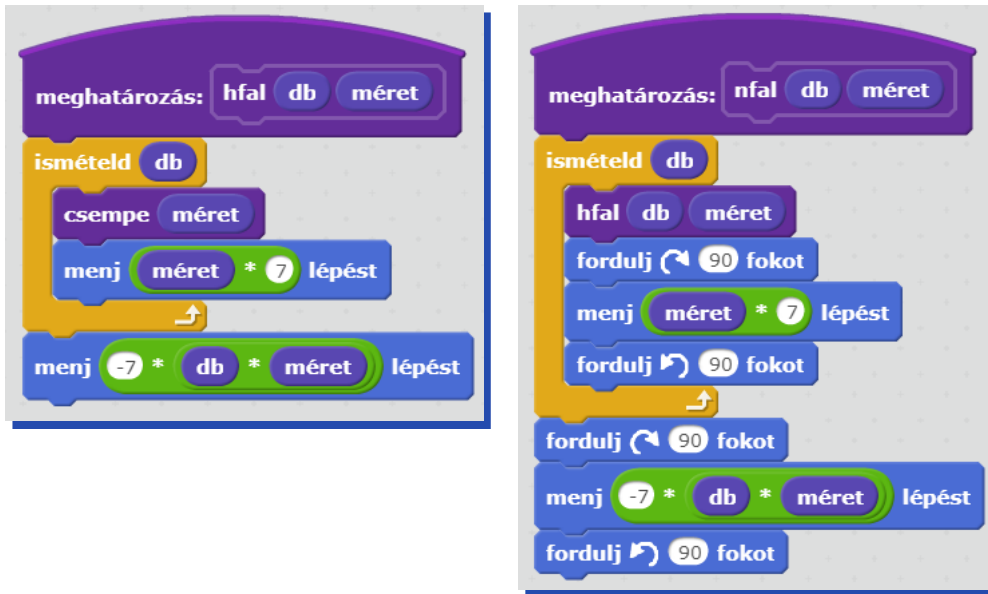 meghatározás: hfal db méret
ismételd db
csempe méret
menj méret * 7 lépést
menj -7 * db * méret lépést
meghatározás: nfal db méret
ismételd db
hfal db méret
fordulj 90 fokot
menj méret * 7 lépést
fordulj 90 fokot
fordulj 90 fokot
menj -7 * db * méret lépést
fordulj 90 fokot